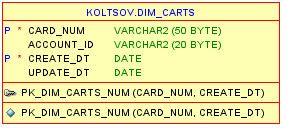 KOLTSOV.DIM_CARTS
P * CARD_NUM VARCHAR2 (50 BYTE)
ACCOUNT_ID VARCHAR2 (20 BYTE)
P * CREATE_DT DATE
UPDATE_DT DATE
PK_DIM_CARTS_NUM (CARD_NUM, CREATE_DT)
PK_DIM_CARTS_NUM (CARD_NUM, CREATE_DT)